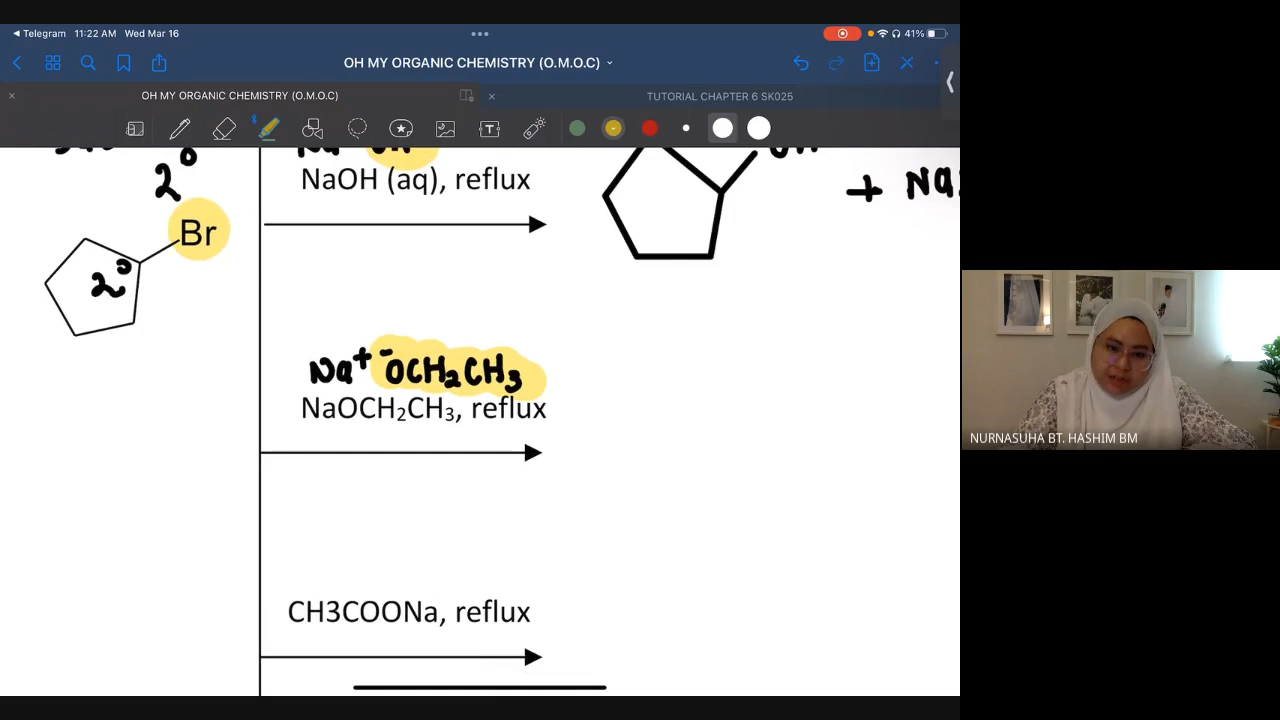 Telegram 11:22 AM Wed Mar 16
41%
OH MY ORGANIC CHEMISTRY (O.M.O.C)
OH MY ORGANIC CHEMISTRY (O.M.O.C)
TUTORIAL CHAPTER 6 SK025
2°
NaOH (aq), reflux
+ Na
Br
2°
Na⁺ ⁻OCH₂CH₃
NaOCH₂CH₃, reflux
NURNASUHA BT. HASHIM BM
CH3COONa, reflux